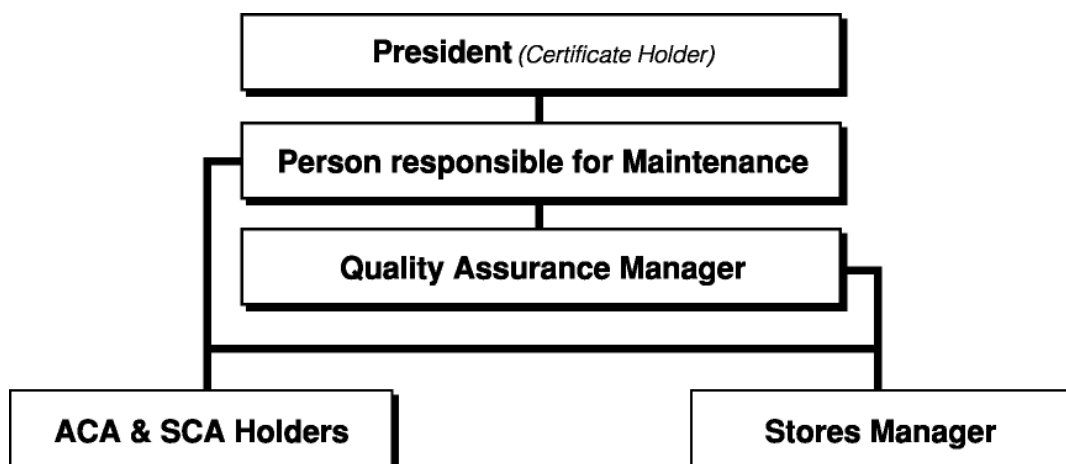 President (Certificate Holder)
Person responsible for Maintenance
Quality Assurance Manager
ACA & SCA Holders
Stores Manager